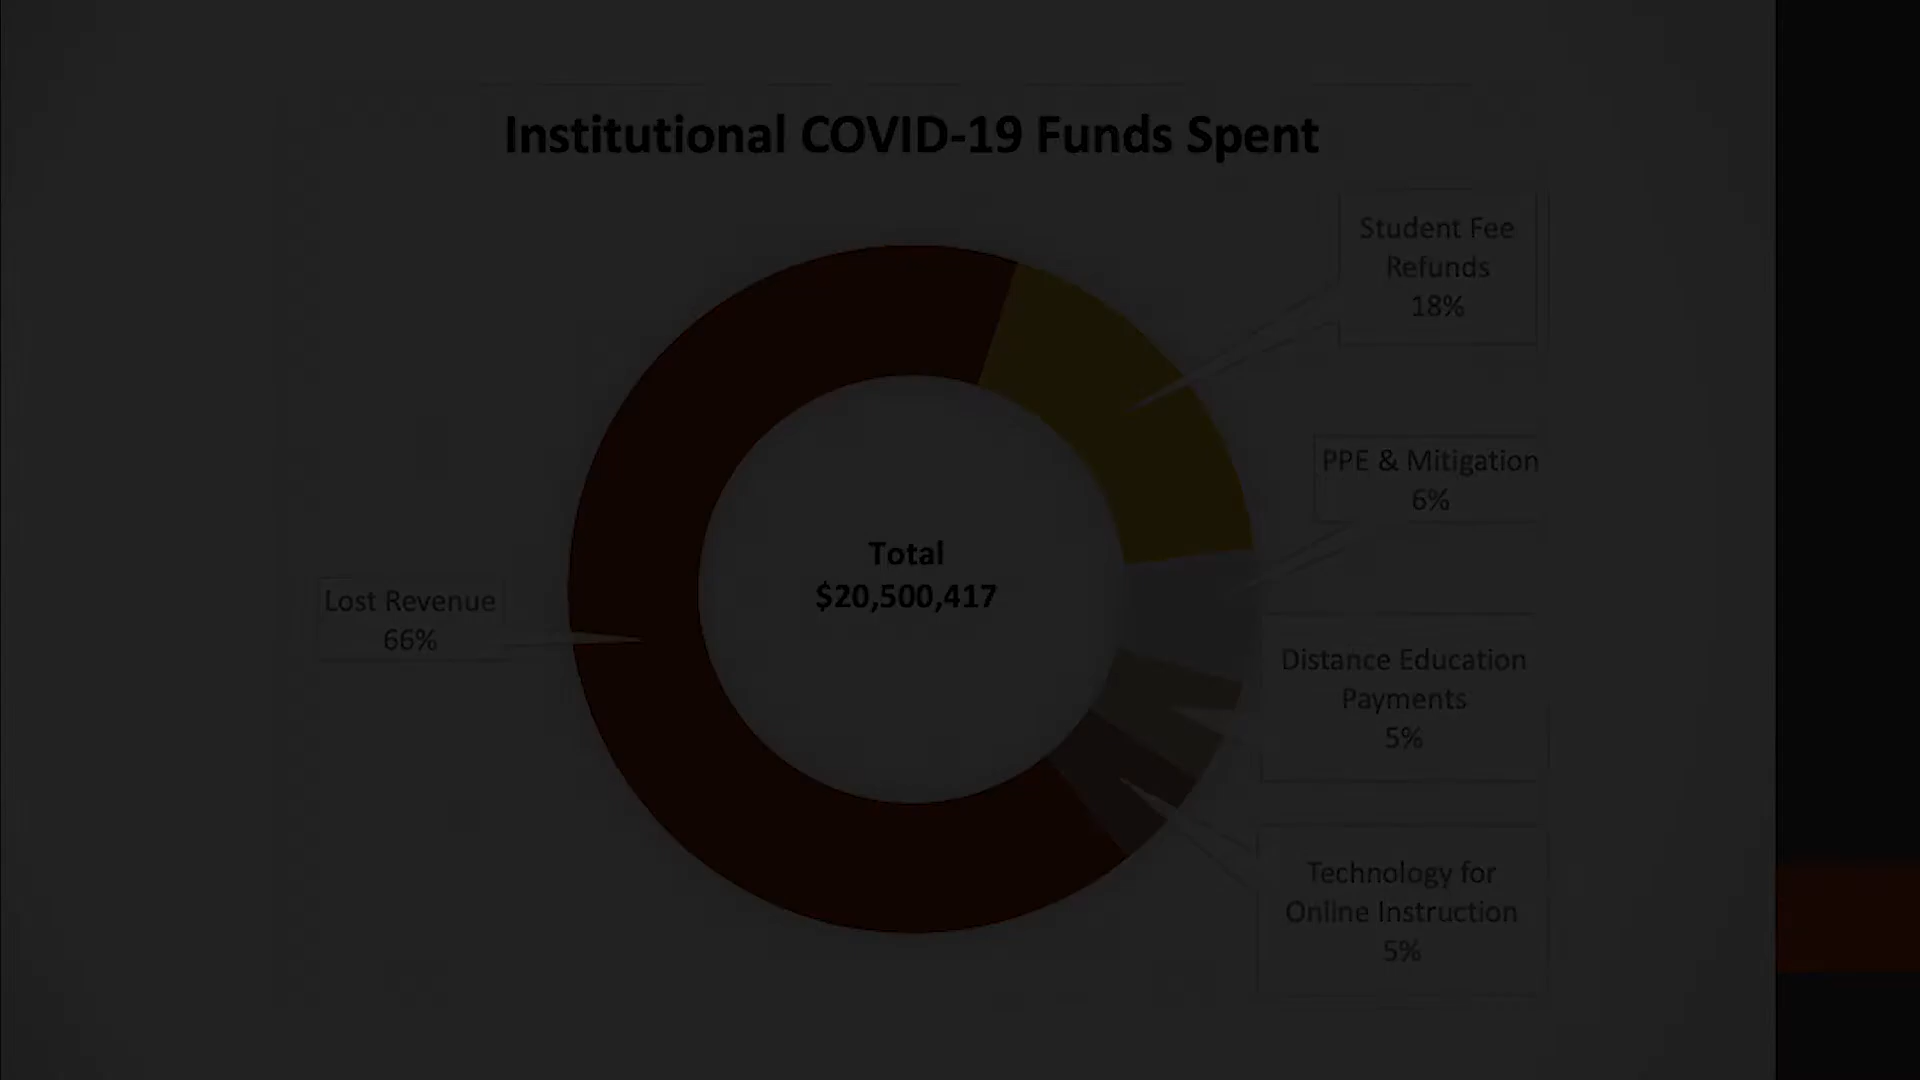 Institutional COVID-19 Funds Spent
Student Fee
Refunds
18%
PPE & Mitigation
6%
Total
$20,500,417
Lost Revenue
66%
Distance Education
Payments
5%
Technology for
Online Instruction
5%